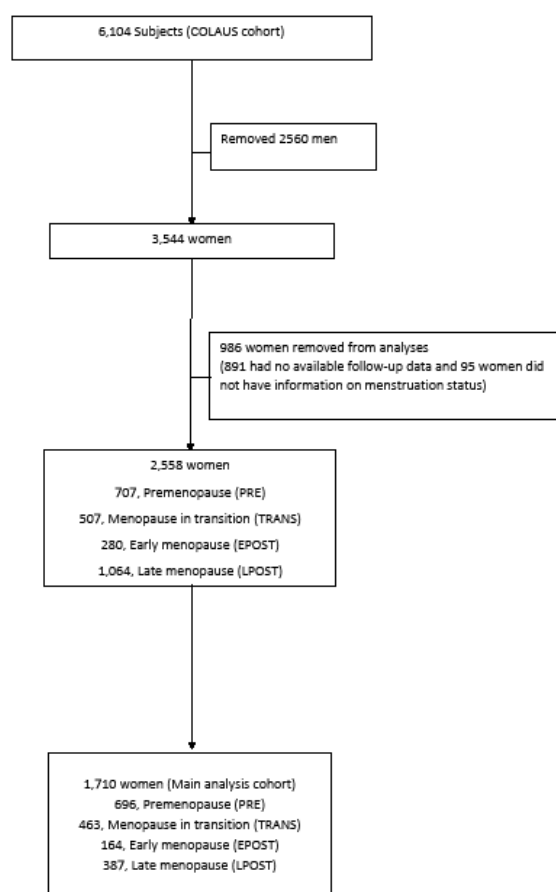 6,104 Subjects (COLAUS cohort)
Removed 2560 men
3,544 women
986 women removed from analyses
(891 had no available follow-up data and 95 women did
not have information on menstruation status)
2,558 women
707, Premenopause (PRE)
507, Menopause in transition (TRANS)
280, Early menopause (EPOST)
1,064, Late menopause (LPOST)
1,710 women (Main analysis cohort)
696, Premenopause (PRE)
463, Menopause in transition (TRANS)
164, Early menopause (EPOST)
387, Late menopause (LPOST)